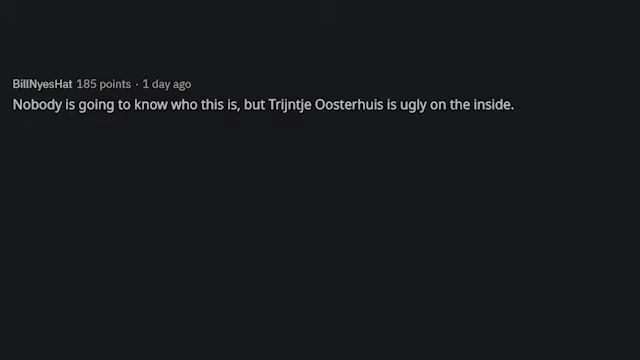 BillNyesHat 185 points · 1 day ago
Nobody is going to know who this is, but Trijntje Oosterhuis is ugly on the inside.